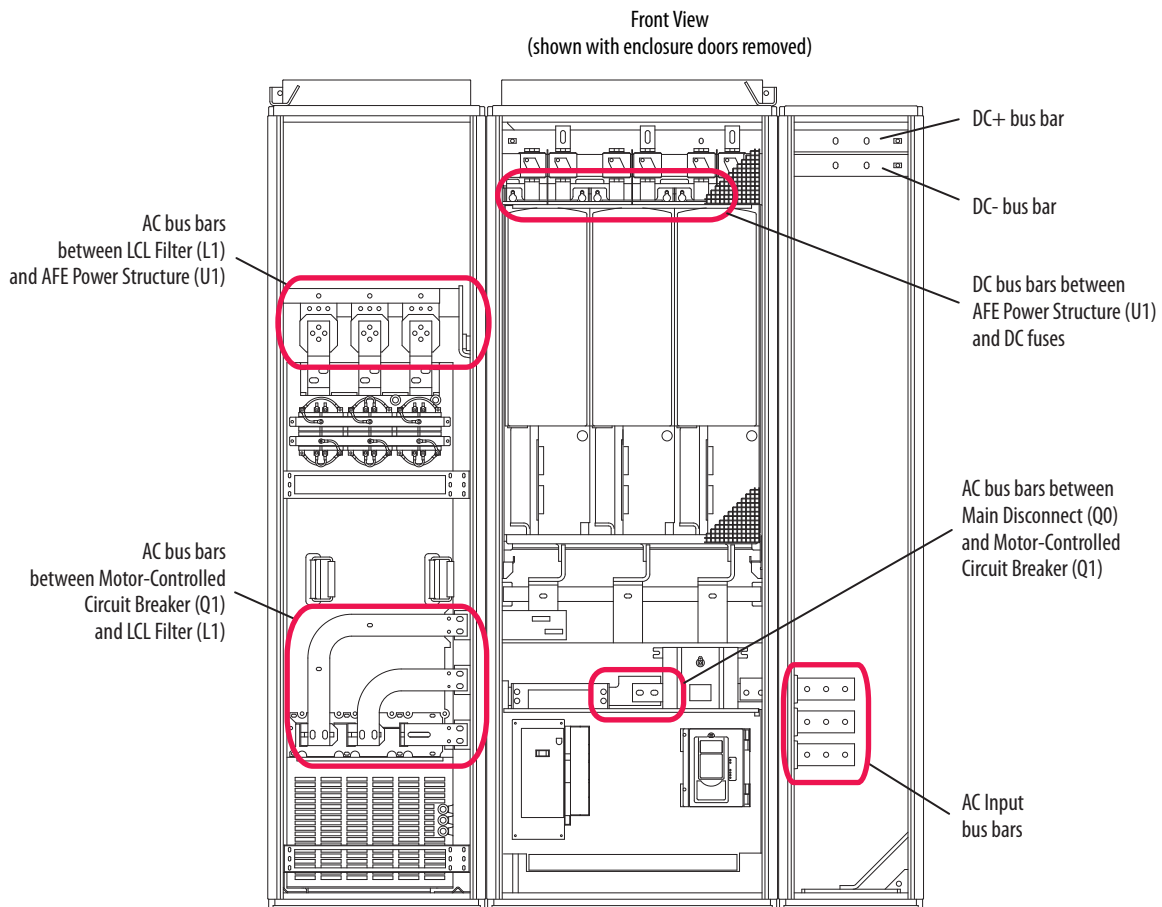 Front View
(shown with enclosure doors removed)
DC+ bus bar
DC- bus bar
AC bus bars
between LCL Filter (L1)
and AFE Power Structure (U1)
DC bus bars between
AFE Power Structure (U1)
and DC fuses
AC bus bars between
Main Disconnect (Q0)
and Motor-Controlled
Circuit Breaker (Q1)
AC bus bars
between Motor-Controlled
Circuit Breaker (Q1)
and LCL Filter (L1)
AC Input
bus bars